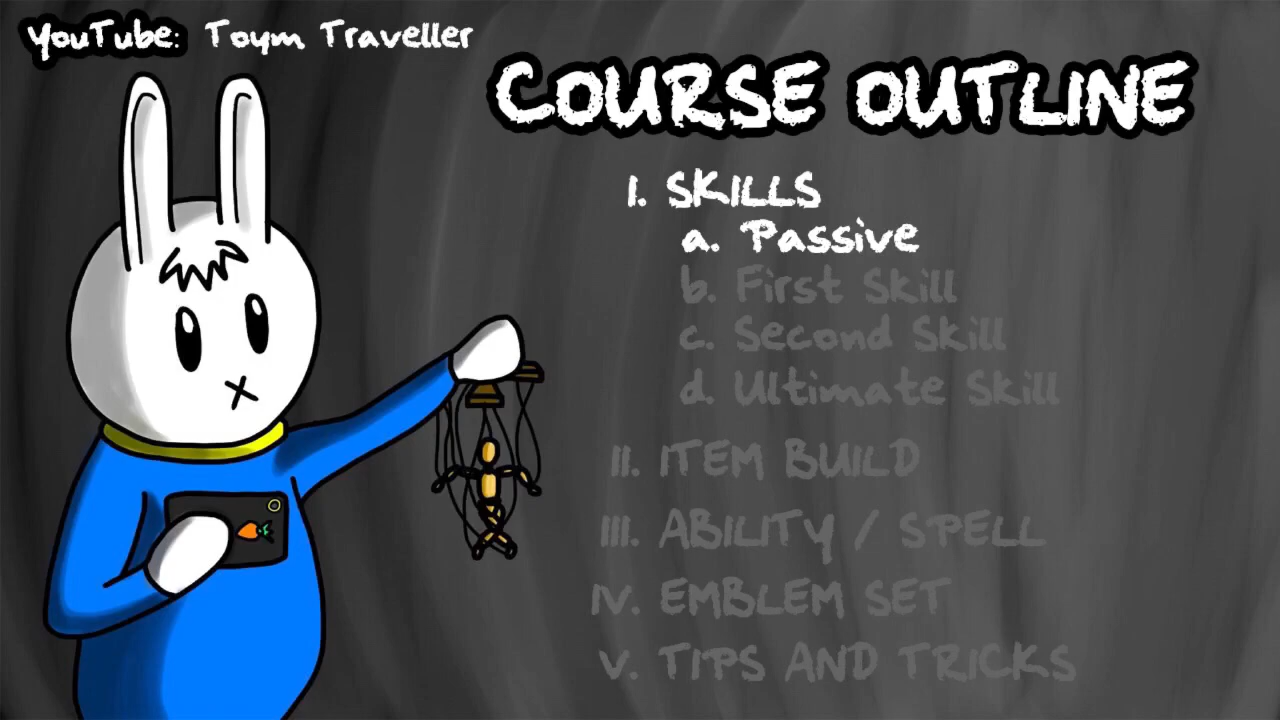 YouTube: Toym Traveller
COURSE OUTLINE
I. SKILLS
a. Passive
b. First Skill
c. Second Skill
d. Ultimate Skill
II. ITEM BUILD
III. ABILITY / SPELL
IV. EMBLEM SET
V. TIPS AND TRICKS